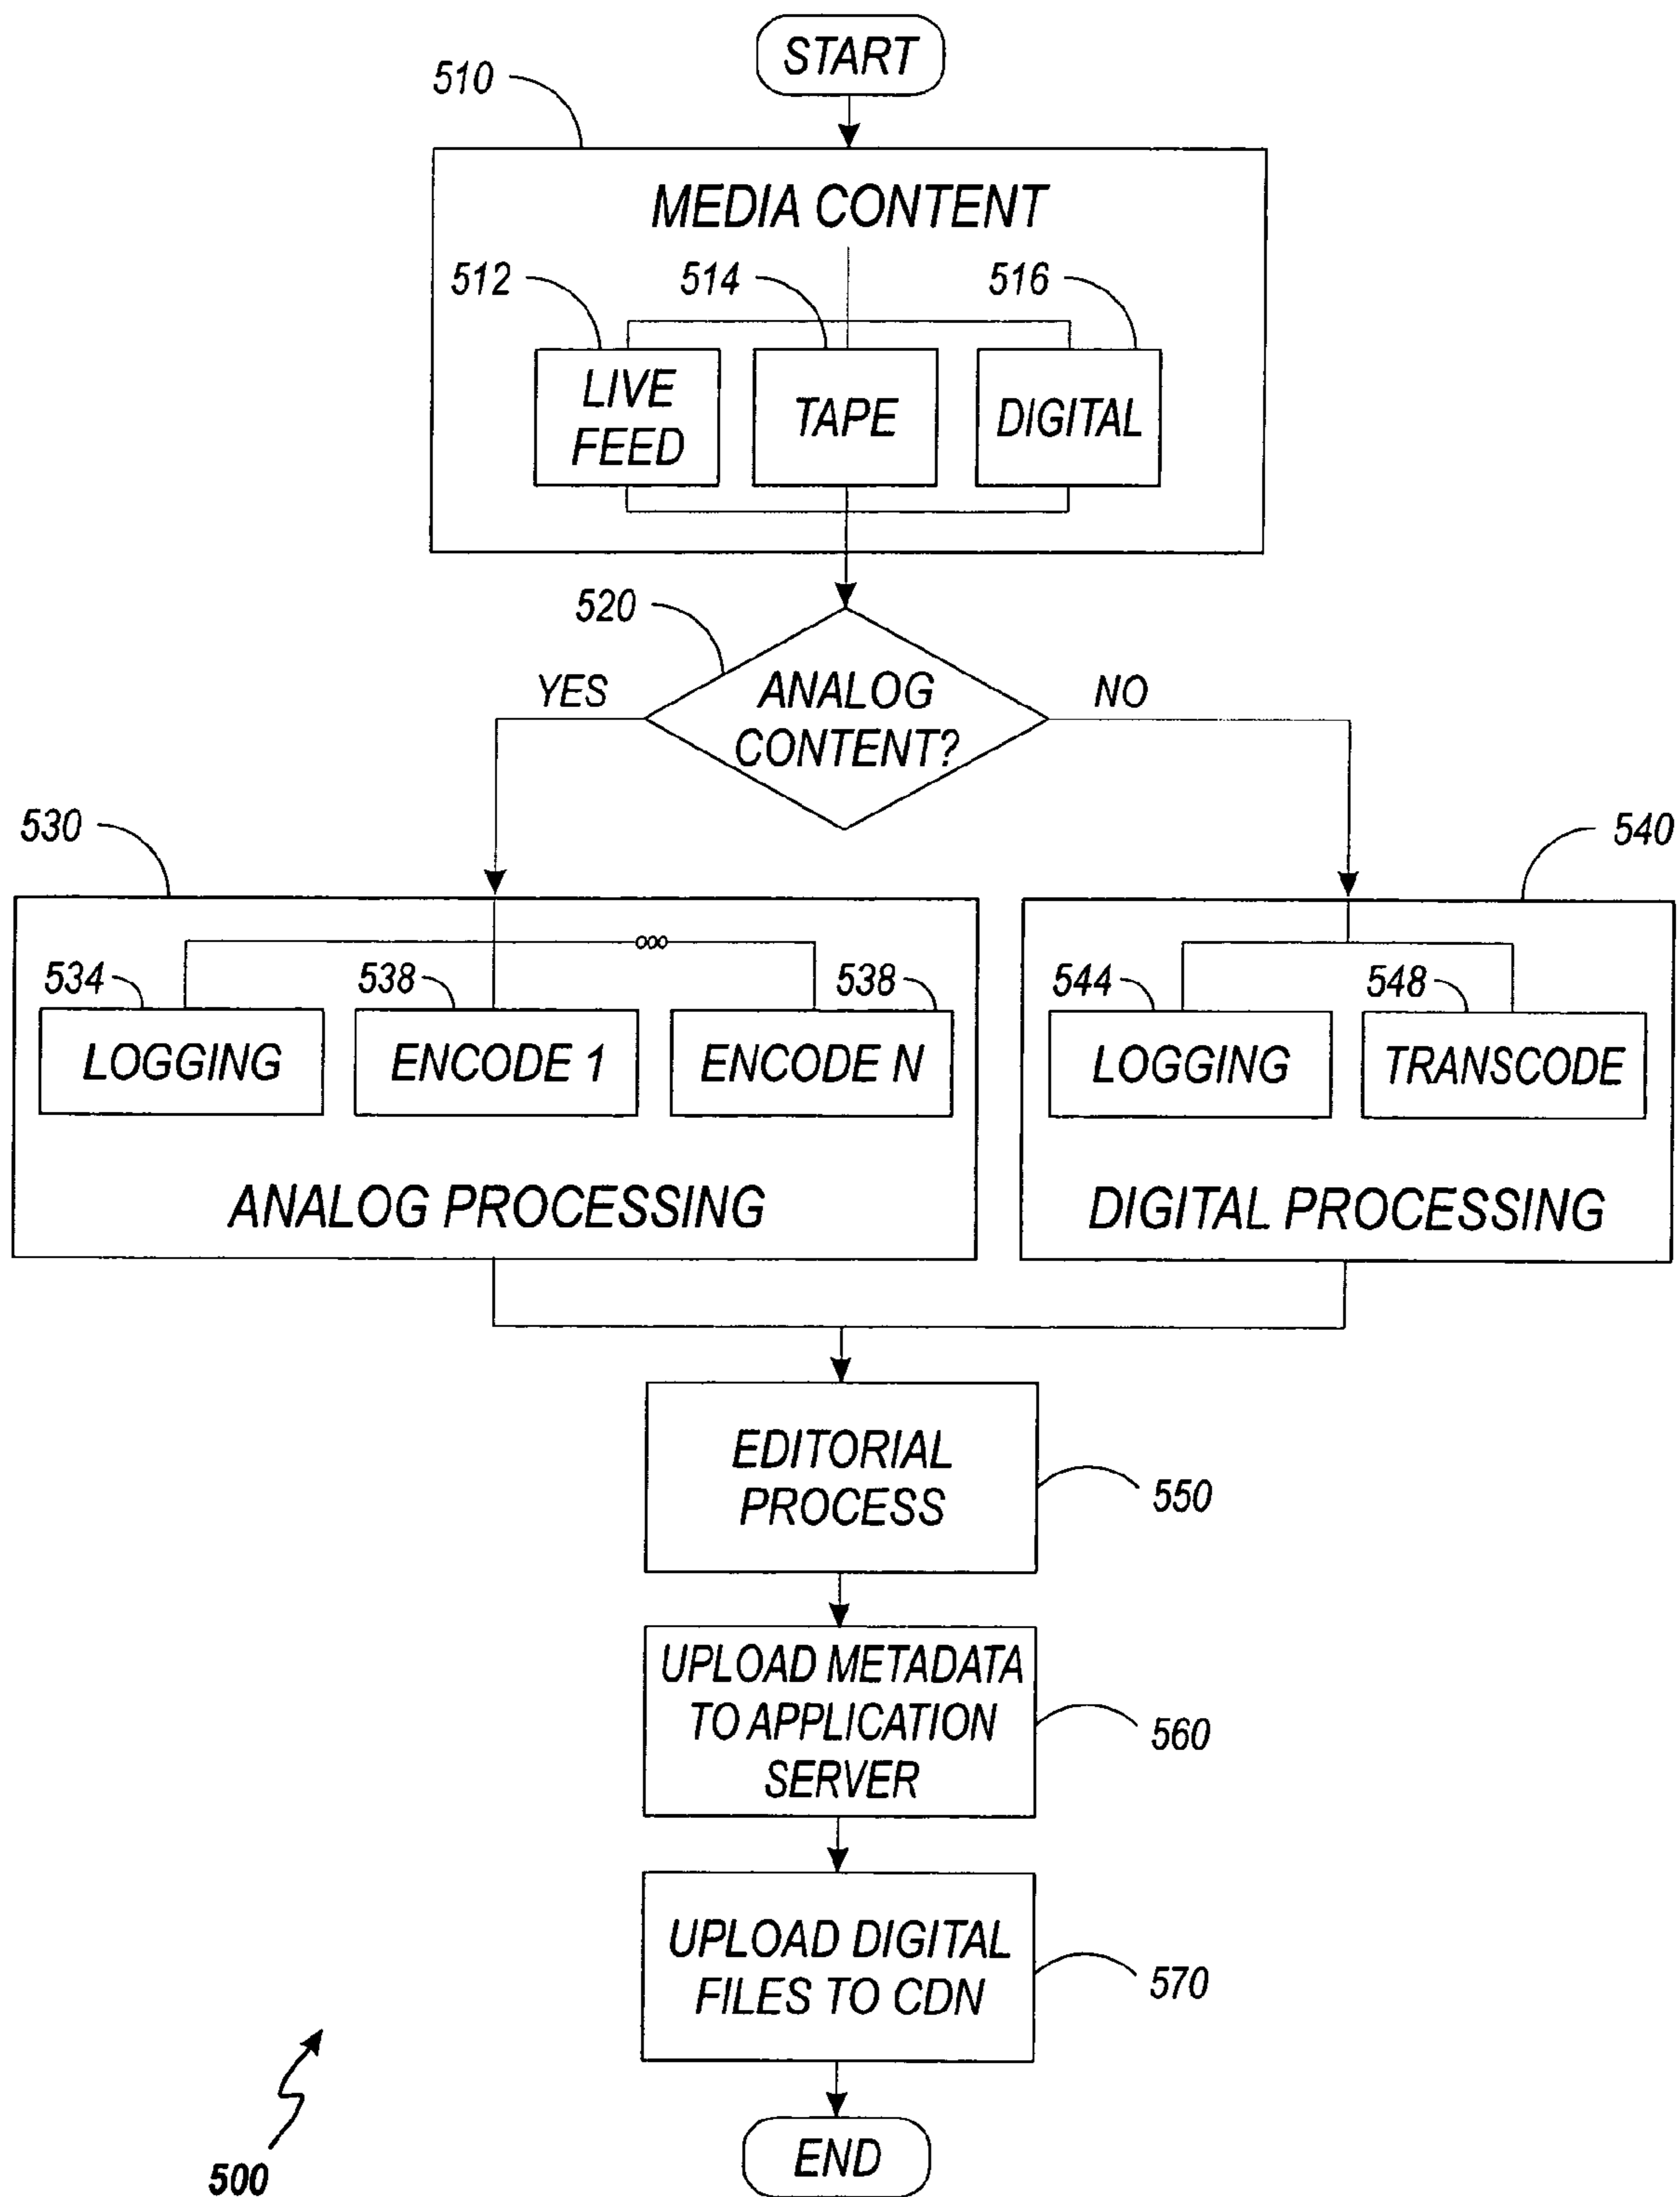 START
510
MEDIA CONTENT
512
514
516
LIVE
FEED
TAPE
DIGITAL
520
YES
ANALOG
CONTENT?
NO
530
540
534
538
538
544
548
LOGGING
ENCODE 1
ENCODE N
LOGGING
TRANSCODE
ANALOG PROCESSING
DIGITAL PROCESSING
EDITORIAL
PROCESS
550
UPLOAD METADATA
TO APPLICATION
SERVER
560
UPLOAD DIGITAL
FILES TO CDN
570
END
500